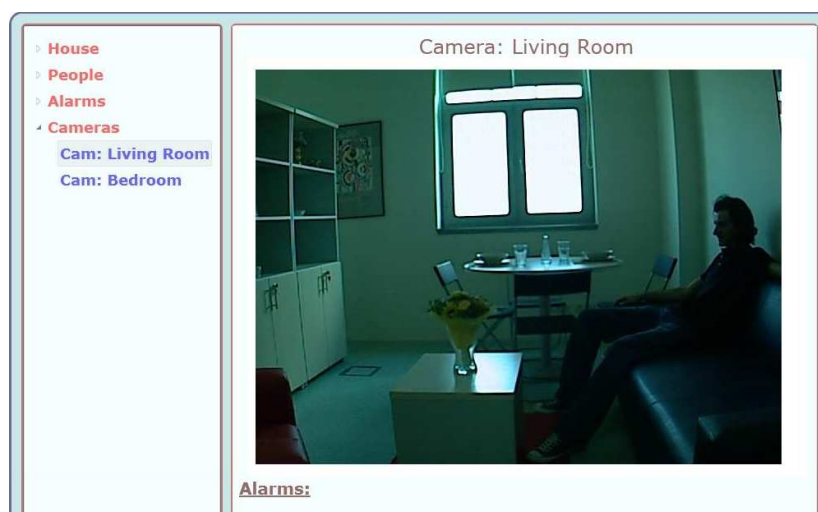 House
People
Alarms
Cameras
Cam: Living Room
Cam: Bedroom
Camera: Living Room
Alarms: